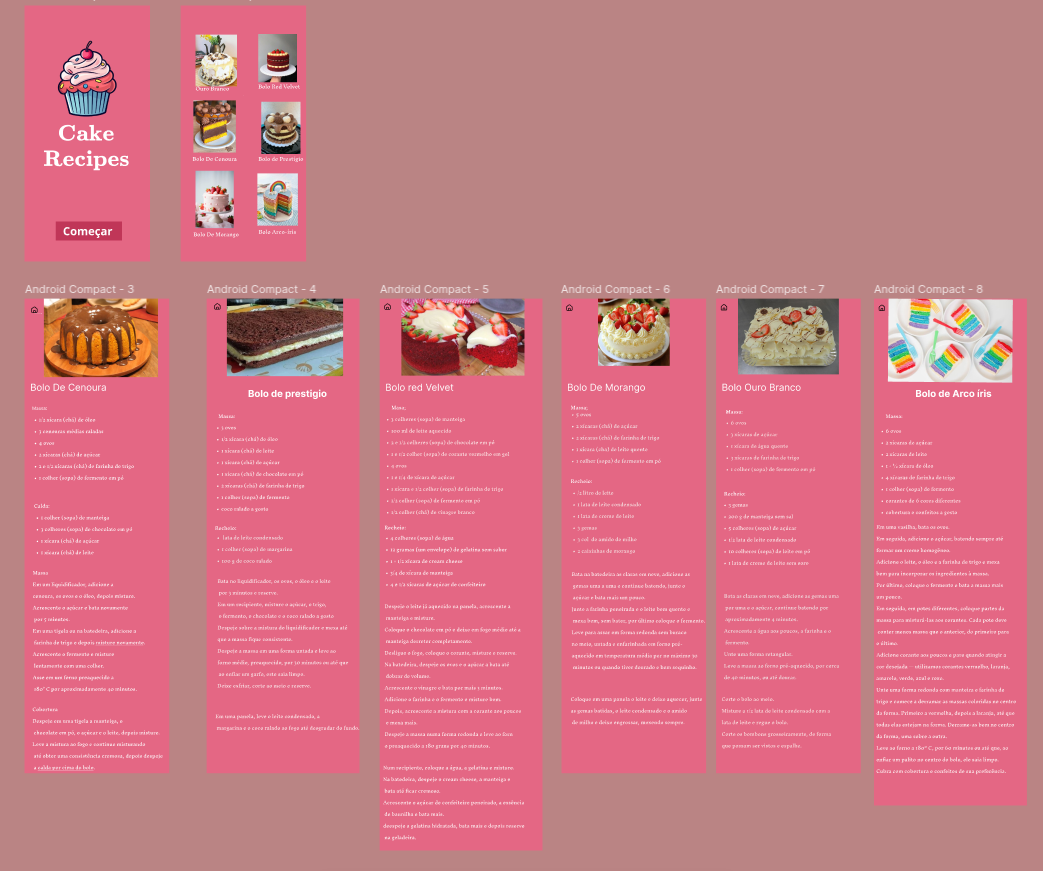 Cake
Recipes
Começar
Ouro Branco
Bolo Red Velvet
Bolo De Cenoura
Bolo de Prestígio
Bolo De Morango
Bolo Arco-íris
Android Compact - 3
Bolo De Cenoura
Massa:
• 1/2 xícara (chá) de óleo
• 3 cenouras médias raladas
• 4 ovos
• 2 xícaras (chá) de açúcar
• 2 e 1/2 xícaras (chá) de farinha de trigo
• 1 colher (sopa) de fermento em pó
Calda:
• 1 colher (sopa) de manteiga
• 3 colheres (sopa) de chocolate em pó
• 1 xícara (chá) de açúcar
• 1 xícara (chá) de leite
Massa
Em um liquidificador, adicione a
cenoura, os ovos e o óleo, depois misture.
Acrescente o açúcar e bata novamente
por 5 minutos.
Em uma tigela ou na batedeira, adicione a
farinha de trigo e depois misture novamente.
Acrescente o fermento e misture
lentamente com uma colher.
Asse em um forno preaquecido a
180° C por aproximadamente 40 minutos.
Cobertura
Despeje em uma tigela a manteiga, o
chocolate em pó, o açúcar e o leite, depois misture.
Leve a mistura ao fogo e continue misturando
até obter uma consistência cremosa, depois despeje
a calda por cima do bolo.
Android Compact - 4
Bolo de prestigio
Massa:
• 2 ovos
• 1/2 xícara (chá) de óleo
• 1 xícara (chá) de leite
• 1 xícara (chá) de açúcar
• 1 xícara (chá) de chocolate em pó
• 2 xícaras (chá) de farinha de trigo
• 1 colher (sopa) de fermento
• coco ralado a gosto
Recheio:
• lata de leite condensado
• 1 colher (sopa) de margarina
• 100 g de coco ralado
Bata no liquidificador, os ovos, o óleo e o leite
por 3 minutos e reserve.
Em um recipiente, misture o açúcar, o trigo,
o fermento, o chocolate e o coco ralado à gosto.
Despeje sobre a mistura do liquidificador e mexa até
que a massa fique consistente.
Despeje a massa em uma forma untada e leve ao
forno médio, preaquecido, por 30 minutos ou até que
ao enfiar um garfo, este saia limpo.
Deixe esfriar, corte ao meio e reserve.
Em uma panela, leve o leite condensado, a
margarina e o coco ralado ao fogo até desgrudar do fundo.
Android Compact - 5
Bolo red Velvet
Masa:
• 3 colheres (sopa) de manteiga
• 100 ml de leite aquecido
• 2 e 1/2 colheres (sopa) de chocolate em pó
• 1 e 1/2 colher (sopa) de corante vermelho em gel
• 2 ovos
• 1 e 1/4 de xícara de açúcar
• 1 xícara e 1/2 colher (sopa) de farinha de trigo
• 1/2 colher (sopa) de fermento em pó
• 1/2 colher (sopa) de vinagre branco
Recheio:
• 4 colheres (sopa) de água
• 12 gramas (um envelope) de gelatina sem sabor
• 1 - 1/2 xícara de cream cheese
• 3/4 de xícara de manteiga
• 2 e 1/2 xícaras de açúcar de confeiteiro
Despeje o leite já aquecido na panela, acrescente a
manteiga e misture.
Coloque o chocolate em pó e deixe em fogo médio até a
manteiga derreter completamente.
Desligue o fogo, coloque o corante, misture e reserve.
Na batedeira, despeje os ovos e o açúcar e bata até
dobrar de volume.
Acrescente o vinagre e bata por mais 2 minutos.
Adicione a farinha e o fermento e misture bem.
Depois, acrescente a mistura com o corante aos poucos
e mexa mais.
Despeje a massa numa forma redonda e leve ao forno
e preaquecido a 180 graus por 40 minutos.
Num recipiente, coloque a água, a gelatina e misture.
Na batedeira, despeje o cream cheese, a manteiga e
bata até ficar cremoso.
Acrescente o açúcar de confeiteiro peneirado, a essência
de baunilha e bata mais.
despeje a gelatina hidratada, bata mais e depois reserve
na geladeira.
Android Compact - 6
Bolo De Morango
Massa;
• 5 ovos
• 2 xícaras (chá) de açúcar
• 2 xícaras (chá) de farinha de trigo
• 1 xícara (chá) de leite quente
• 1 colher (sopa) de fermento em pó
Recheio:
• ½ litro de leite
• 1 lata de leite condensado
• 1 lata de creme de leite
• 3 gemas
• 3 col de amido de milho
• 2 caixinhas de morango
Bata na batedeira as claras em neve, adicione as
gemas uma a uma e continue batendo, junte o
açúcar e bata mais um pouco.
Junte a farinha peneirada e o leite bem quente e
mexa bem, sem bater, por último coloque o fermento.
Leve para assar em forma redonda sem buraco
no meio, untada e enfarinhada em forno pré-
aquecido em temperatura média por no máximo 30
minutos ou quando tiver dourado e bem sequinho.
Coloque em uma panela o leite e deixe aquecer, junte
as gemas batidas, o leite condensado e o amido
de milho e deixe engrossar, mexendo sempre
Android Compact - 7
Bolo Ouro Branco
Massa;
• 6 ovos
• 3 xícaras de açúcar
• 1 xícara de água quente
• 3 xícaras de farinha de trigo
• 1 colher (sopa) de fermento em pó
Recheio
• 3 gemas
• 200 g de manteiga sem sal
• 5 colheres (sopa) de açúcar
• 1/2 lata de leite condensado
• 10 colheres (sopa) de leite em pó
• 1 lata de creme de leite sem soro
Bata as claras em neve, adicione as gemas uma
por uma e o açúcar, continue batendo por
aproximadamente 4 minutos.
Acrescente a água aos poucos, a farinha e o
fermento.
Unte uma forma retangular.
Leve a massa ao forno pré-aquecido, por cerca
de 40 minutos, ou até dourar.
Corte o bolo ao meio.
Misture a 1/2 lata de leite condensado com a
lata de leite e regue o bolo.
Corte os bombons grosseiramente, de forma
que possam ser vistos o espalhe.
Android Compact - 8
Bolo de Arco íris
Massa:
• 6 ovos
• 2 xícaras de açúcar
• 2 xícaras de leite
• 1 - ½ xícara de óleo
• 4 xícaras de farinha de trigo
• 1 colher (sopa) de fermento
• corantes de 6 cores diferentes
• cobertura e confeitos a gosto
Em uma vasilha, bata os ovos.
Em seguida, adicione o açúcar, batendo sempre até
formar um creme homogêneo.
Adicione o leite, o óleo e a farinha de trigo e mexa
bem para incorporar os ingredientes à massa.
Por último, coloque o fermento e bata a massa mais
um pouco.
Em seguida, em potes diferentes, coloque partes da
massa para misturá-las aos corantes. Cada pote deve
conter menos massa que o anterior, do primeiro para
o último.
Adicione corante aos poucos e para quando atingir a
cor desejada utilizamos corantes vermelho, laranja,
amarelo, verde, azul e roxo.
Unte uma forma redonda com manteiga e farinha de
trigo e comece a derramar as massas coloridas no centro
da forma. Primeiro a vermelha, depois a laranja, até que
todas elas estejam na forma. Derrame-as bem no centro
da forma, uma sobre a outra.
Leve ao forno a 180° C, por 60 minutos ou até que, ao
enfiar um palito no centro do bolo, ele saia limpo.
Cubra com cobertura e confeitos de sua preferência.